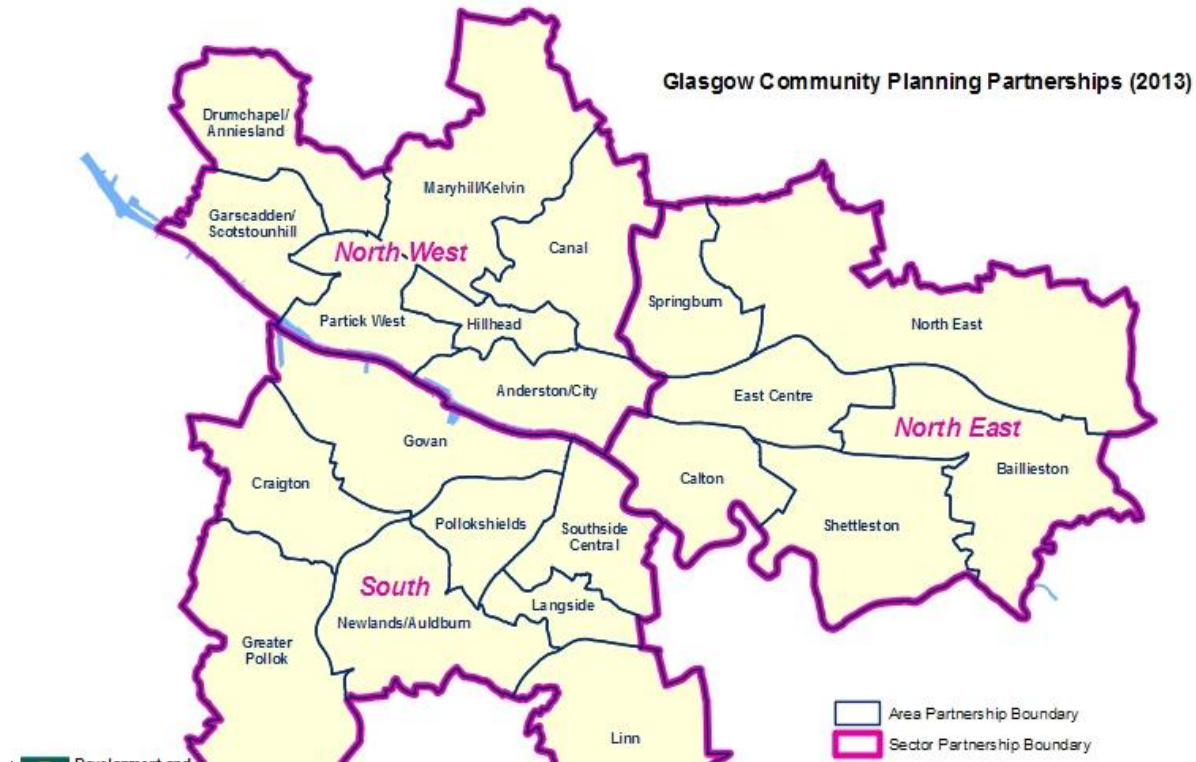 Glasgow Community Planning Partnerships (2013)
Drumchapel/
Anniesland
Maryhill/Kelvin
Garscadden/
Scotstounhill
North West
Canal
Springburn
Partick West
Hillhead
North East
Anderston/City
East Centre
North East
Govan
Baillieston
Craigton
Calton
Pollokshields
Southside
Central
Shettleston
South
Langside
Newlands/Auldburn
Greater
Pollok
Linn
Area Partnership Boundary
Sector Partnership Boundary
Development and